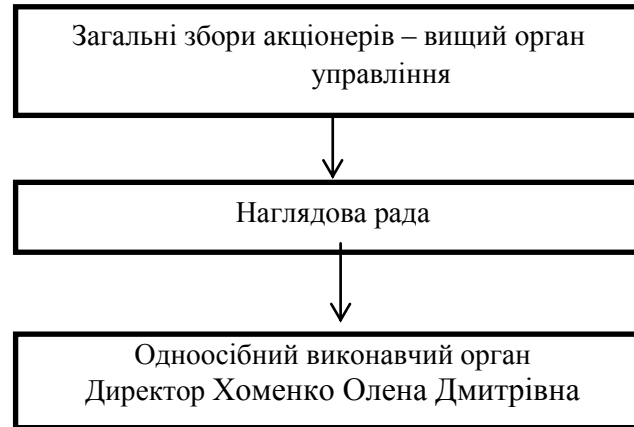 Загальні збори акціонерів – вищий орган
управління
Наглядова рада
Одноосібний виконавчий орган
Директор Хоменко Олена Дмитрівна